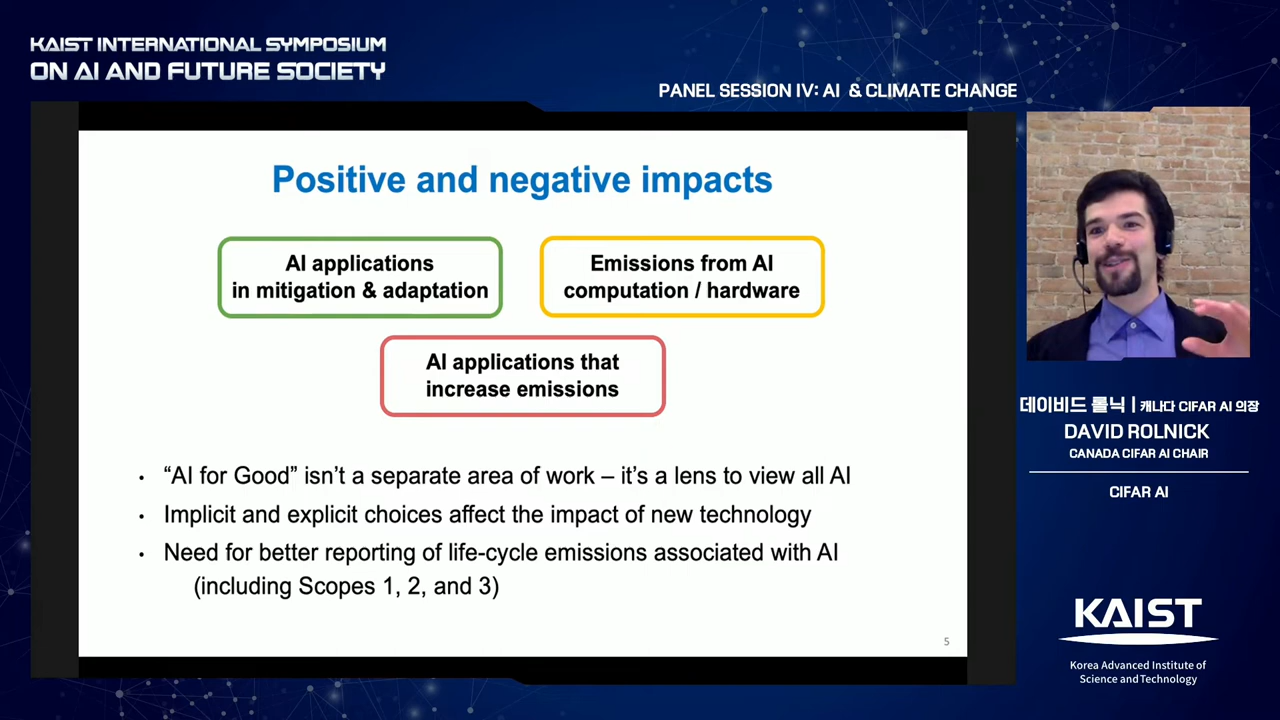 KAIST INTERNATIONAL SYMPOSIUM
ON AI AND FUTURE SOCIETY
PANEL SESSION IV: AI & CLIMATE CHANGE
Positive and negative impacts
AI applications
in mitigation & adaptation
Emissions from AI
computation / hardware
AI applications that
increase emissions
• “AI for Good” isn’t a separate area of work – it’s a lens to view all AI
• Implicit and explicit choices affect the impact of new technology
• Need for better reporting of life-cycle emissions associated with AI
(including Scopes 1, 2, and 3)
5
데이비드 롤닉 | 캐나다 CIFAR AI 의장
DAVID ROLNICK
CANADA CIFAR AI CHAIR
CIFAR AI
KAIST
Korea Advanced Institute of
Science and Technology